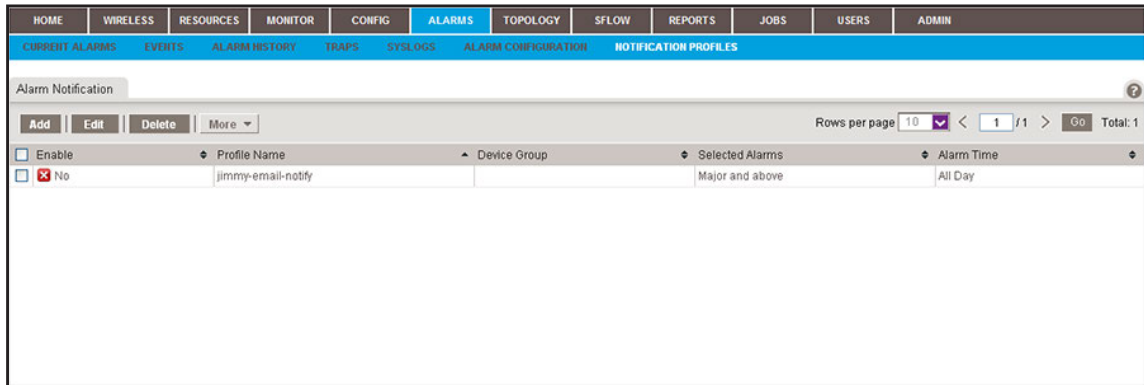 HOME WIRELESS RESOURCES MONITOR CONFIG ALARMS TOPOLOGY SFLOW REPORTS JOBS USERS ADMIN
CURRENT ALARMS EVENTS ALARM HISTORY TRAPS SYSLOGS ALARM CONFIGURATION NOTIFICATION PROFILES
Alarm Notification ?
Add Edit Delete More Rows per page 10 < 1 /1 > Go Total: 1
Enable Profile Name Device Group Selected Alarms Alarm Time
No jimmy-email-notify Major and above All Day